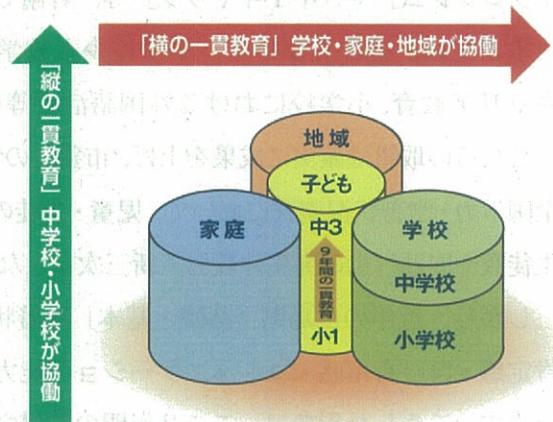 「横の一貫教育」学校・家庭・地域が協働
「縦の一貫教育」中学校・小学校が協働
地域
子ども
家庭
中3
9年間の一貫教育
小1
学校
中学校
小学校